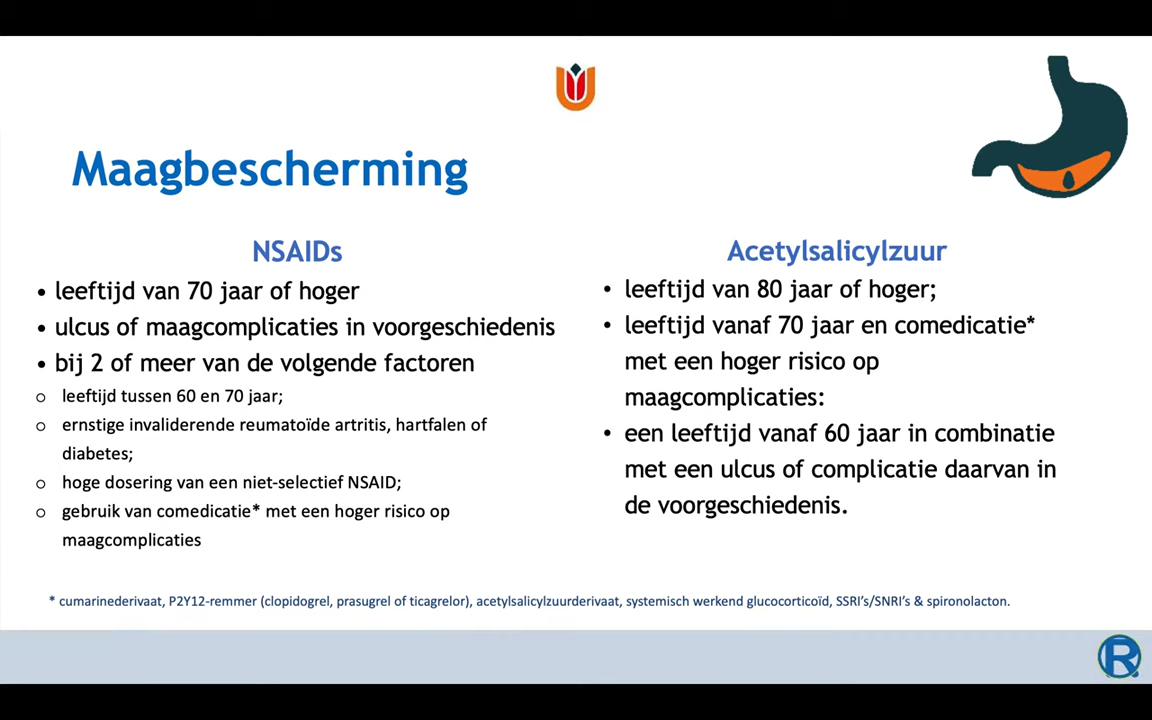 Maagbescherming
NSAIDs
• leeftijd van 70 jaar of hoger
• ulcus of maagcomplicaties in voorgeschiedenis
• bij 2 of meer van de volgende factoren
o leeftijd tussen 60 en 70 jaar;
o ernstige invaliderende reumatoïde artritis, hartfalen of
diabetes;
o hoge dosering van een niet-selectief NSAID;
o gebruik van comedicatie* met een hoger risico op
maagcomplicaties
Acetylsalicylzuur
• leeftijd van 80 jaar of hoger;
• leeftijd vanaf 70 jaar en comedicatie*
met een hoger risico op
maagcomplicaties:
• een leeftijd vanaf 60 jaar in combinatie
met een ulcus of complicatie daarvan in
de voorgeschiedenis.
* cumarinederivaat, P2Y12-remmer (clopidogrel, prasugrel of ticagrelor), acetylsalicylzuurderivaat, systemisch werkend glucocorticoïd, SSRI's/SNRI's & spironolacton.
R